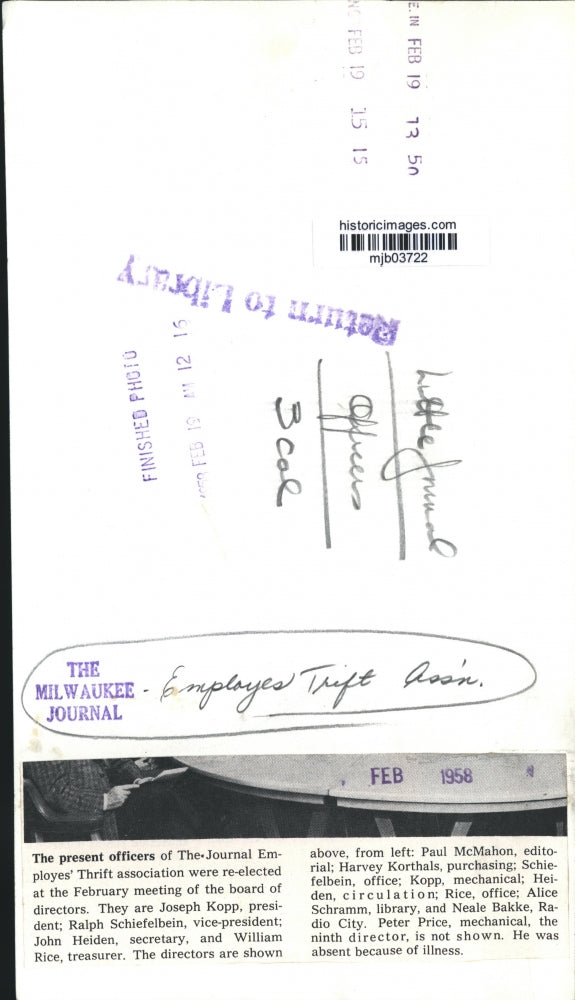 E. IN FEB 19 13 50
FEB 19 15 15
historicimages.com
mjb03722
Return to Library
FINISHED PHOTO
FEB 19 AM 12 15
Little Journal
Officers
3 col
THE
MILWAUKEE
JOURNAL
- Employes Trift Ass'n.
FEB 1958
The present officers of The Journal Em-
ployes' Thrift association were re-elected
at the February meeting of the board of
directors. They are Joseph Kopp, presi-
dent; Ralph Schiefelbein, vice-president;
John Heiden, secretary, and William
Rice, treasurer. The directors are shown
above, from left: Paul McMahon, edito-
rial; Harvey Korthals, purchasing; Schie-
felbein, office; Kopp, mechanical; Hei-
den, circulation; Rice, office; Alice
Schramm, library, and Neale Bakke, Ra-
dio City. Peter Price, mechanical, the
ninth director, is not shown. He was
absent because of illness.